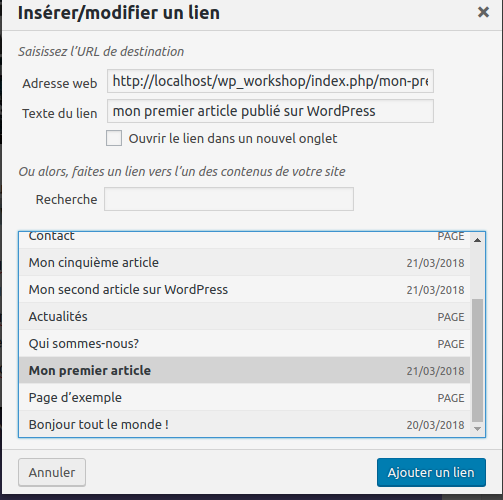 Insérer/modifier un lien
Saisissez l'URL de destination
Adresse web http://localhost/wp_workshop/index.php/mon-pre
Texte du lien mon premier article publié sur WordPress
Ouvrir le lien dans un nouvel onglet
Ou alors, faites un lien vers l'un des contenus de votre site
Recherche
Contact PAGE
Mon cinquième article 21/03/2018
Mon second article sur WordPress 21/03/2018
Actualités PAGE
Qui sommes-nous? PAGE
Mon premier article 21/03/2018
Page d'exemple PAGE
Bonjour tout le monde ! 20/03/2018
Annuler Ajouter un lien